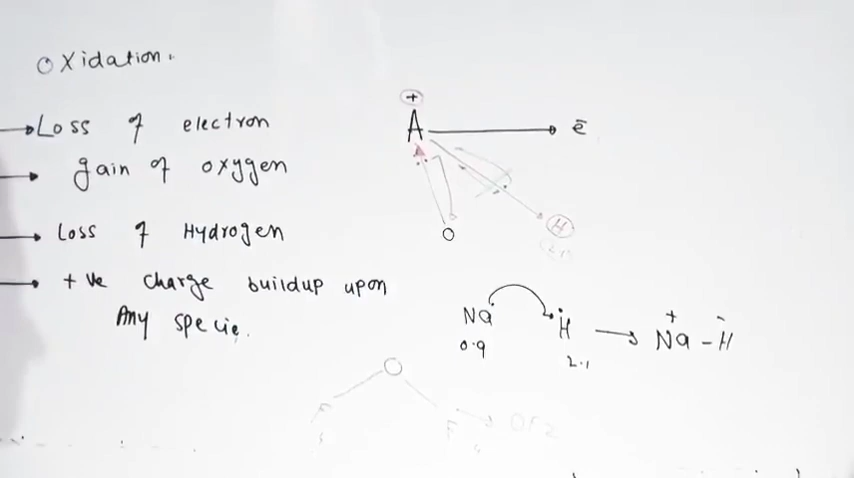 Oxidation.
→ Loss of electron
→ gain of oxygen
→ Loss of Hydrogen
→ +ve charge buildup upon
Any specie.
+
A → ē
O
H
Na H → Na - H
+ -
0.9 2.1
O
F F → OF2